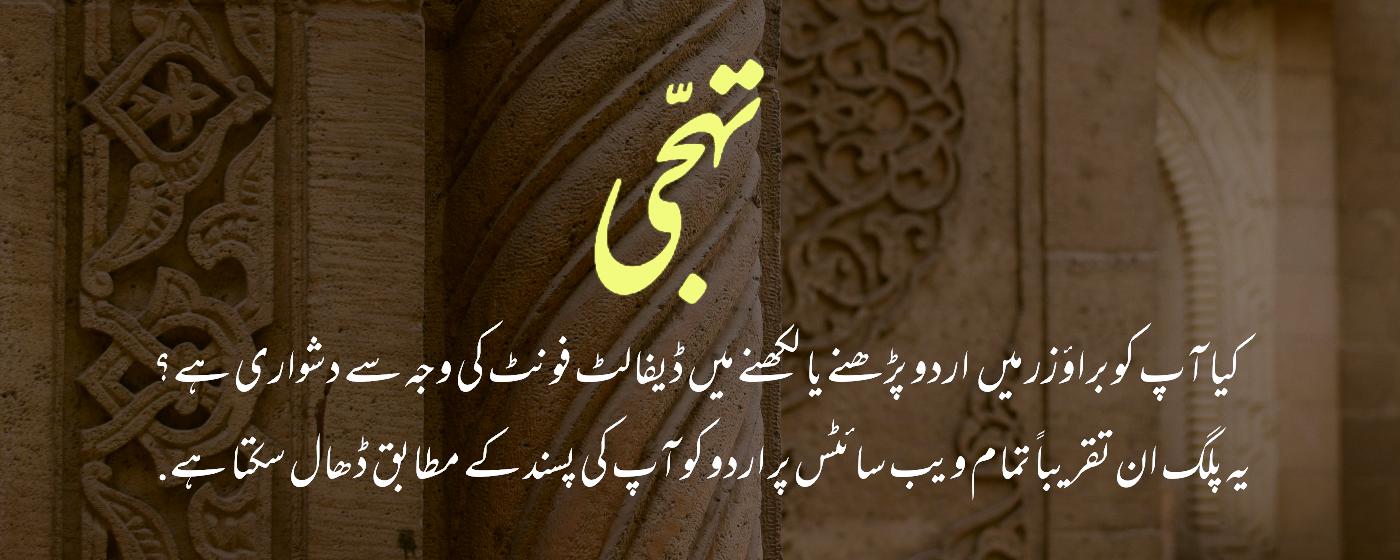 تہجّی
کیا آپ کو براؤزر میں اردو پڑھنے یا لکھنے میں ڈیفالٹ فونٹ کی وجہ سے دشواری ہے؟
یہ پلگ ان تقریباً تمام ویب سائٹس پر اردو کو آپ کی پسند کے مطابق ڈھال سکتا ہے.